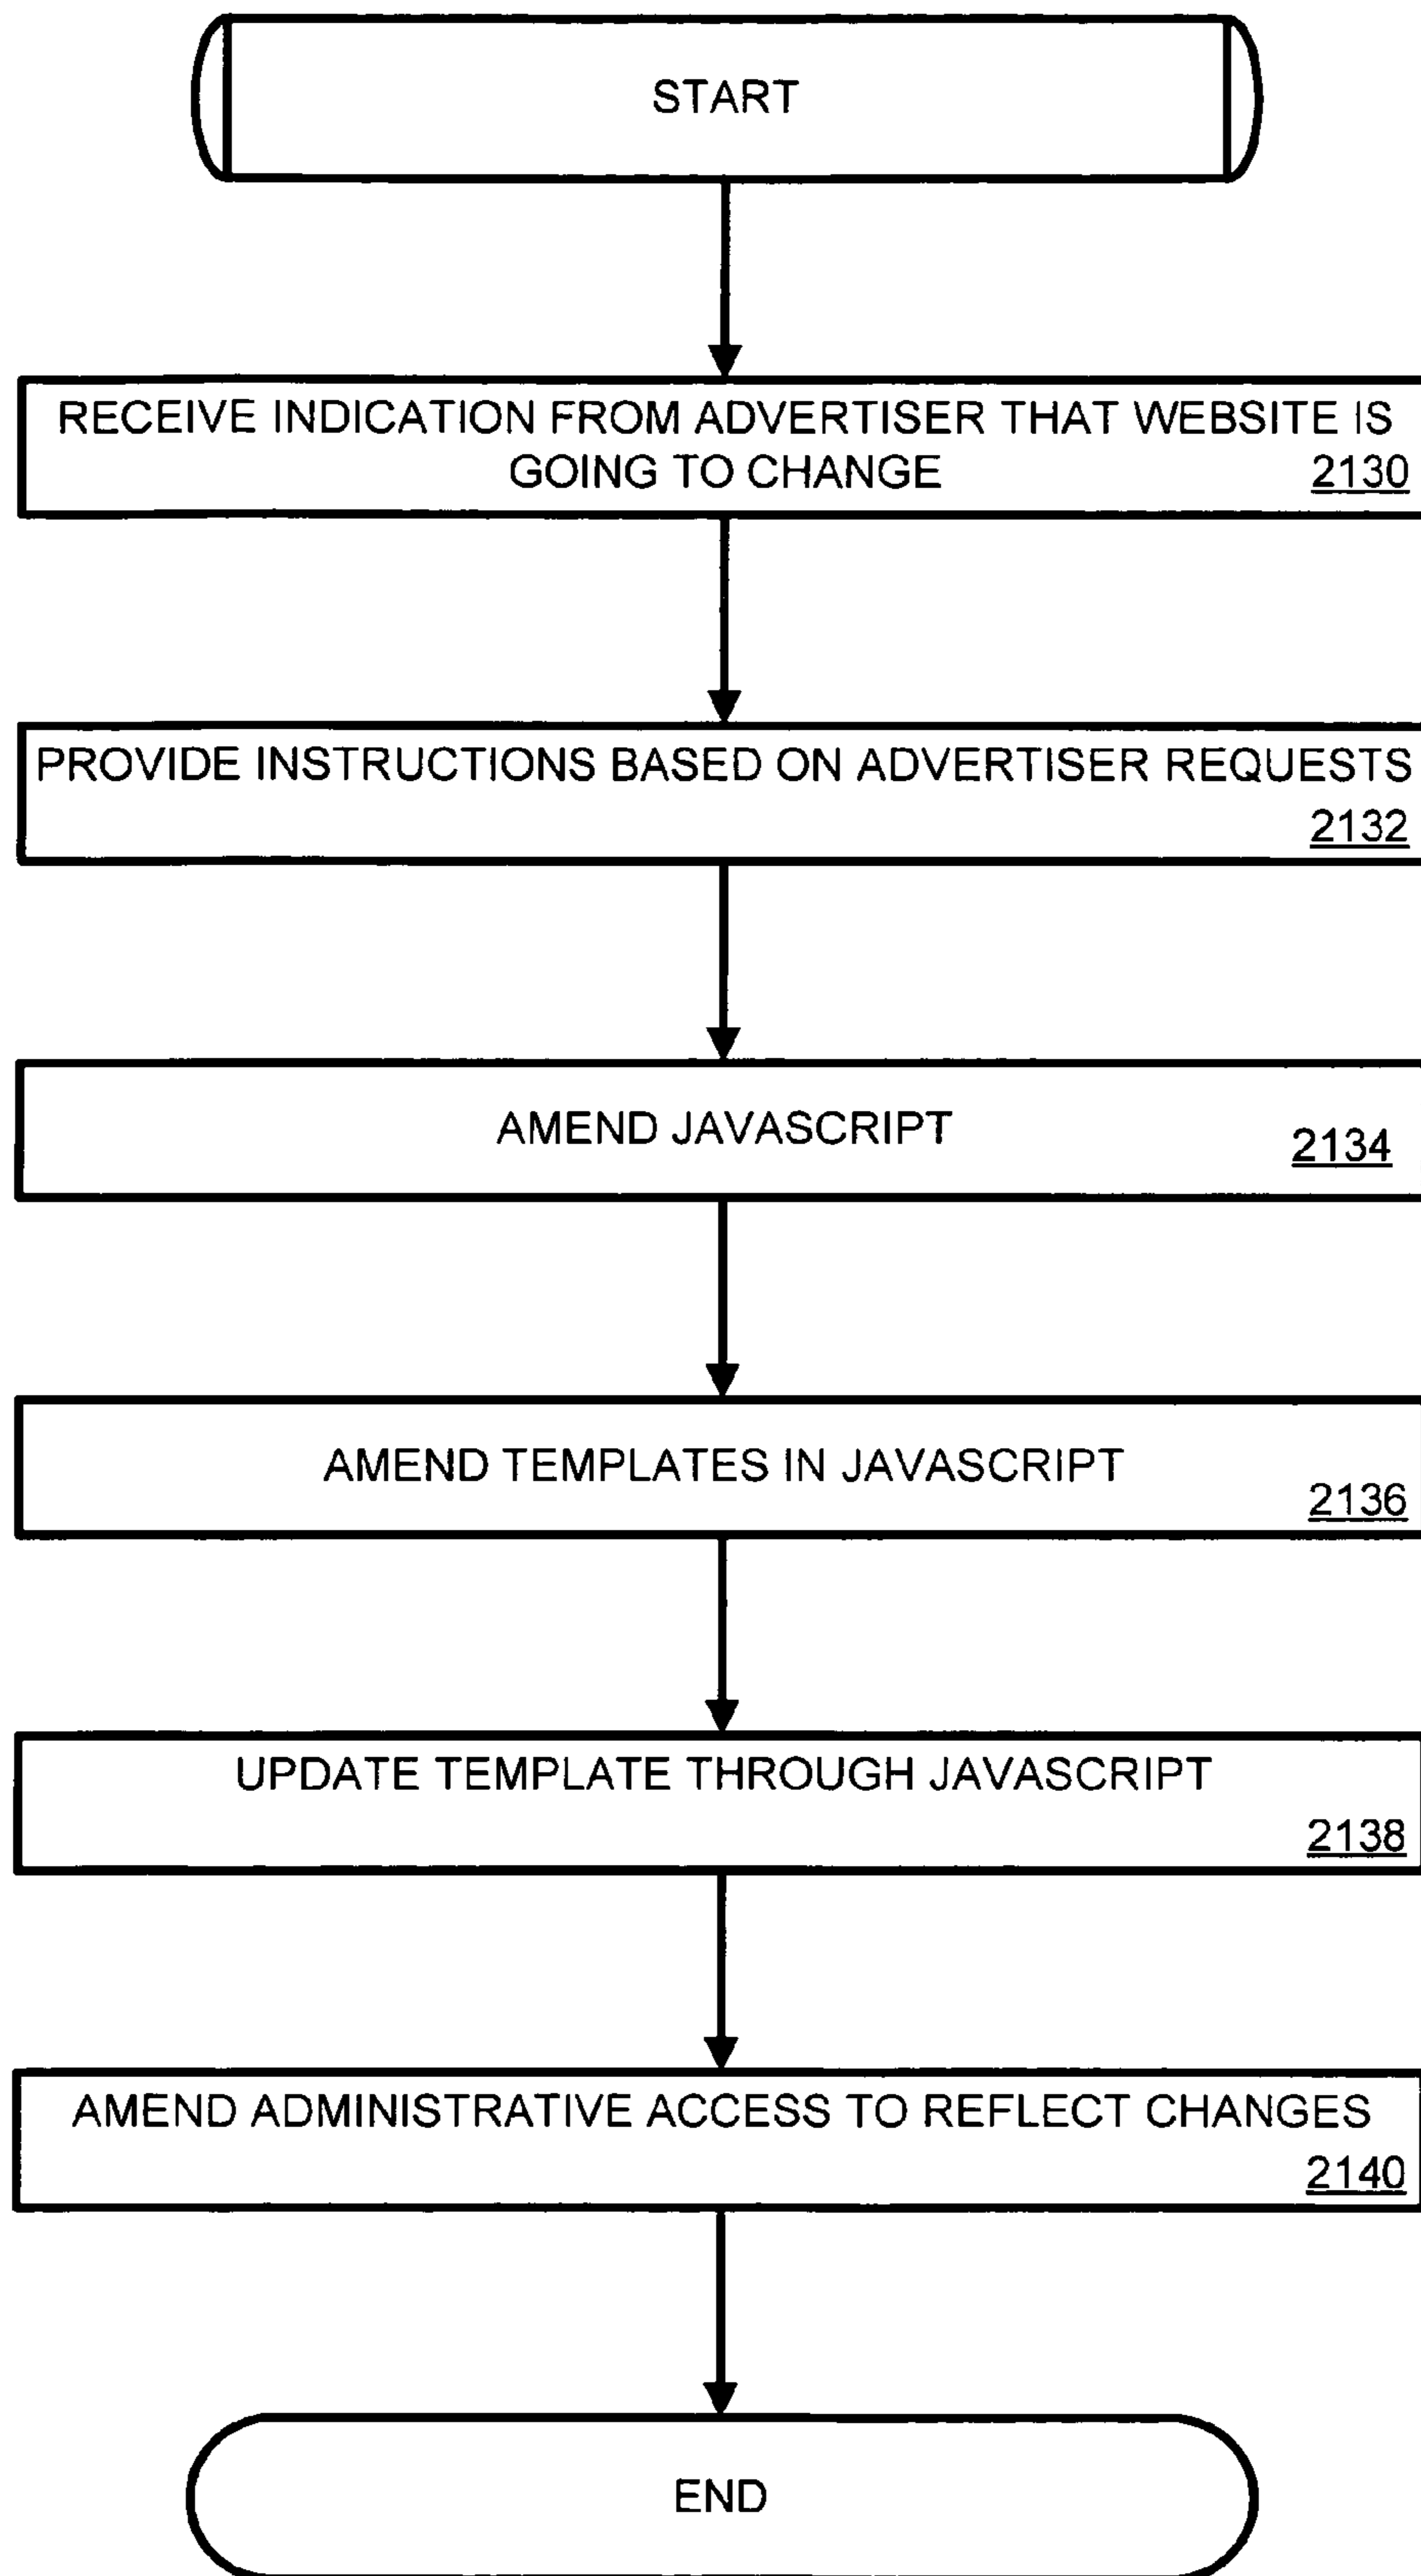 START
RECEIVE INDICATION FROM ADVERTISER THAT WEBSITE IS
GOING TO CHANGE
2130
PROVIDE INSTRUCTIONS BASED ON ADVERTISER REQUESTS
2132
AMEND JAVASCRIPT
2134
AMEND TEMPLATES IN JAVASCRIPT
2136
UPDATE TEMPLATE THROUGH JAVASCRIPT
2138
AMEND ADMINISTRATIVE ACCESS TO REFLECT CHANGES
2140
END